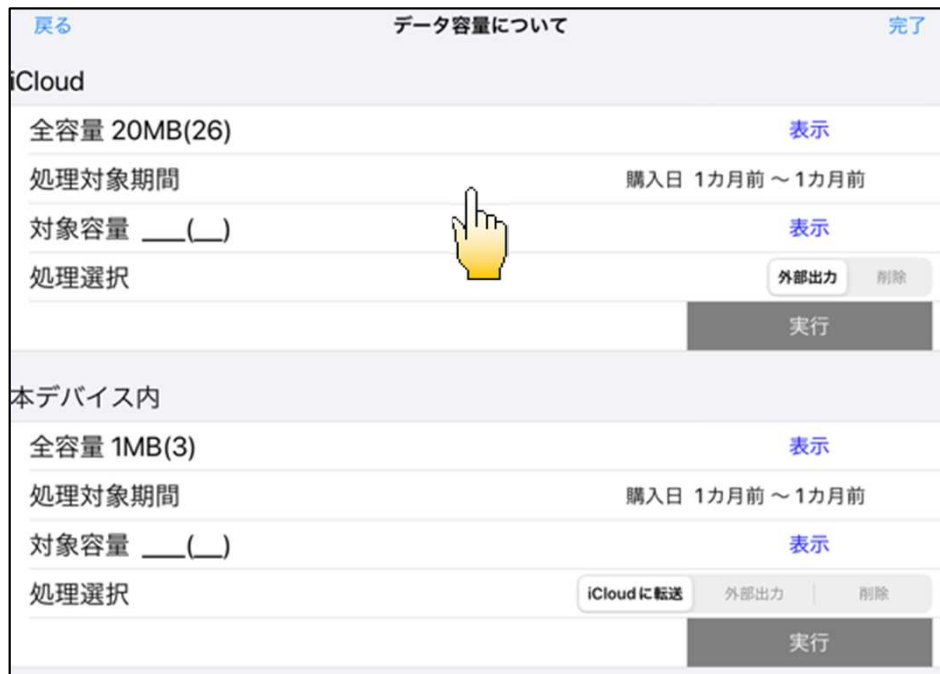 戻る データ容量について 完了
iCloud
全容量 20MB(26) 表示
処理対象期間 購入日 1カ月前 ～ 1カ月前
対象容量 ___(__) 表示
処理選択 外部出力 削除
実行
本デバイス内
全容量 1MB(3) 表示
処理対象期間 購入日 1カ月前 ～ 1カ月前
対象容量 ___(__) 表示
処理選択 iCloudに転送 外部出力 削除
実行